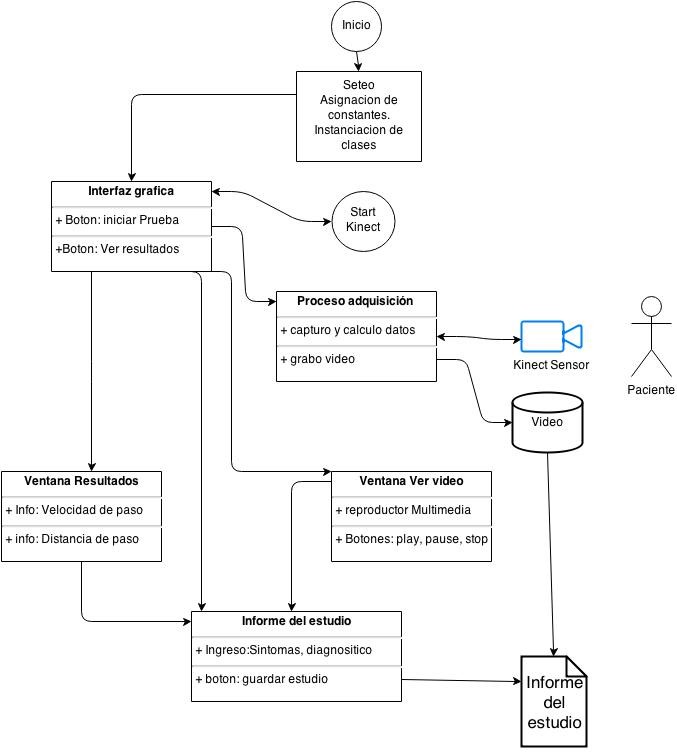 Inicio
Seteo
Asignacion de
constantes.
Instanciacion de
clases
Interfaz grafica
+ Boton: iniciar Prueba
+Boton: Ver resultados
Start
Kinect
Proceso adquisición
+ capturo y calculo datos
+ grabo video
Kinect Sensor
Paciente
Video
Ventana Resultados
+ Info: Velocidad de paso
+ info: Distancia de paso
Ventana Ver video
+ reproductor Multimedia
+ Botones: play, pause, stop
Informe del estudio
+ Ingreso:Sintomas, diagnositico
+ boton: guardar estudio
Informe
del
estudio